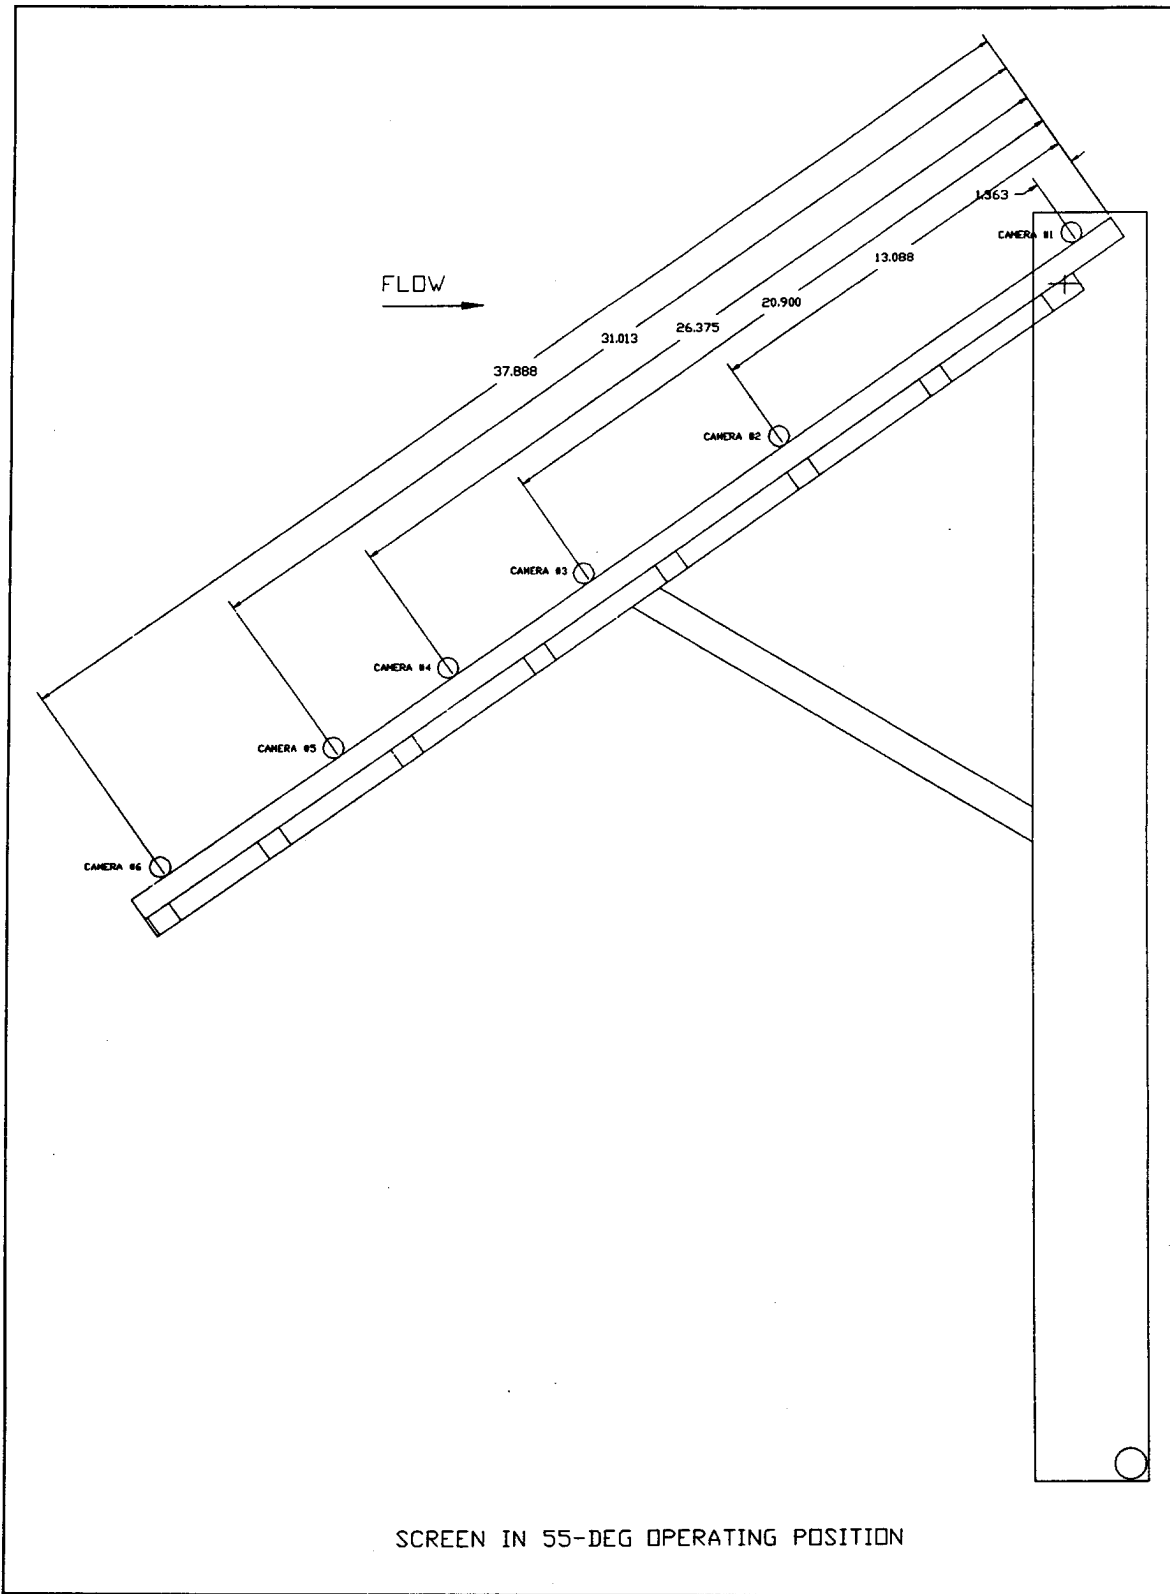 1.363
CAMERA #1
13.088
FLOW
20.900
26.375
31.013
37.888
CAMERA #2
CAMERA #3
CAMERA #4
CAMERA #5
CAMERA #6
SCREEN IN 55-DEG OPERATING POSITION